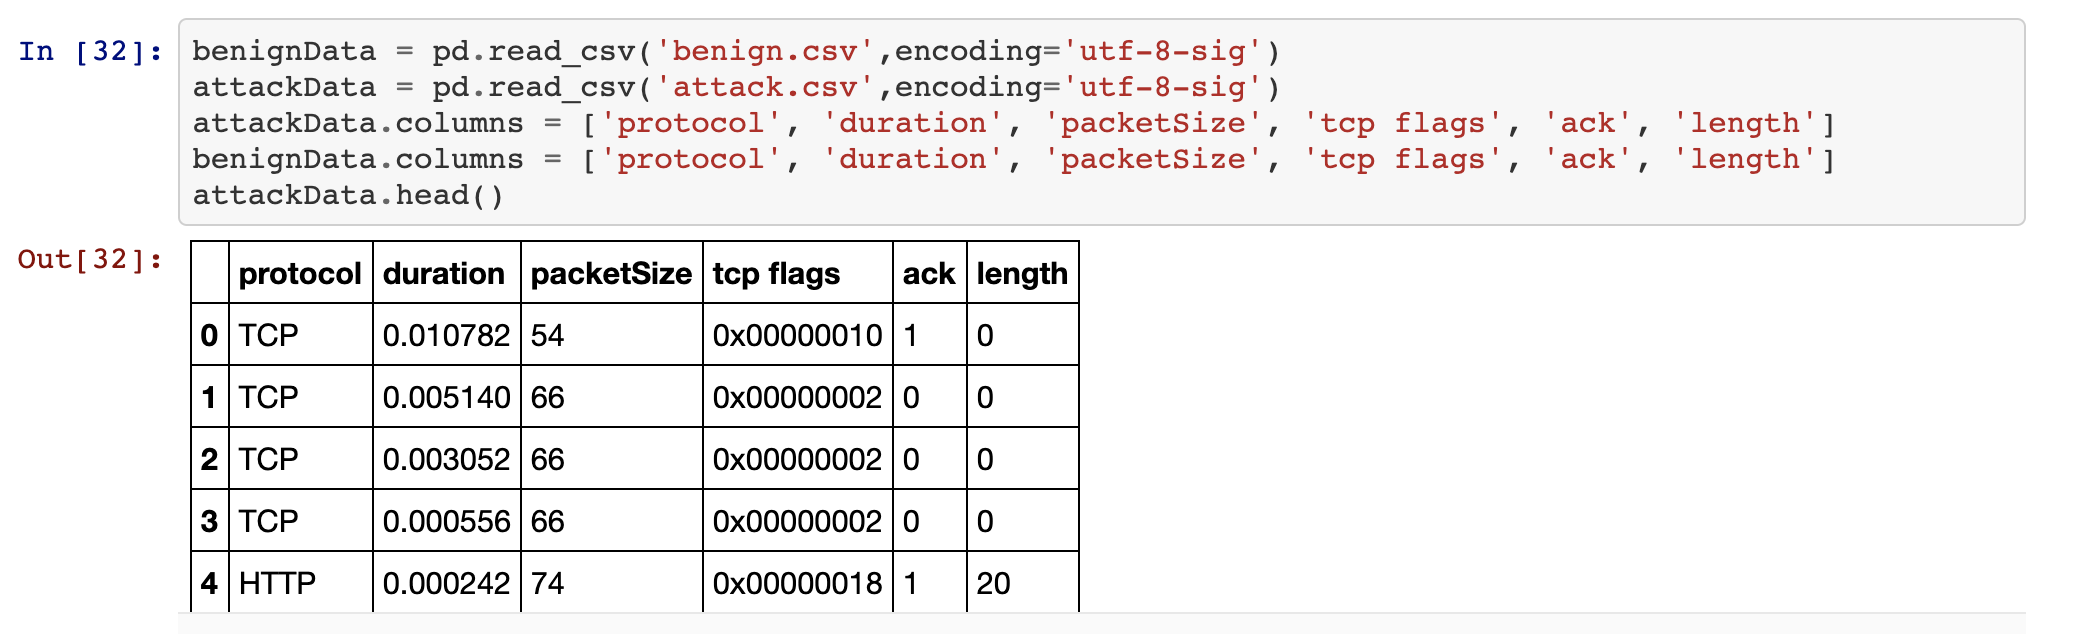 In [32]: benignData = pd.read_csv('benign.csv',encoding='utf-8-sig')
attackData = pd.read_csv('attack.csv',encoding='utf-8-sig')
attackData.columns = ['protocol', 'duration', 'packetSize', 'tcp flags', 'ack', 'length']
benignData.columns = ['protocol', 'duration', 'packetSize', 'tcp flags', 'ack', 'length']
attackData.head()
Out[32]:
protocol duration packetSize tcp flags ack length
0 TCP 0.010782 54 0x00000010 1 0
1 TCP 0.005140 66 0x00000002 0 0
2 TCP 0.003052 66 0x00000002 0 0
3 TCP 0.000556 66 0x00000002 0 0
4 HTTP 0.000242 74 0x00000018 1 20